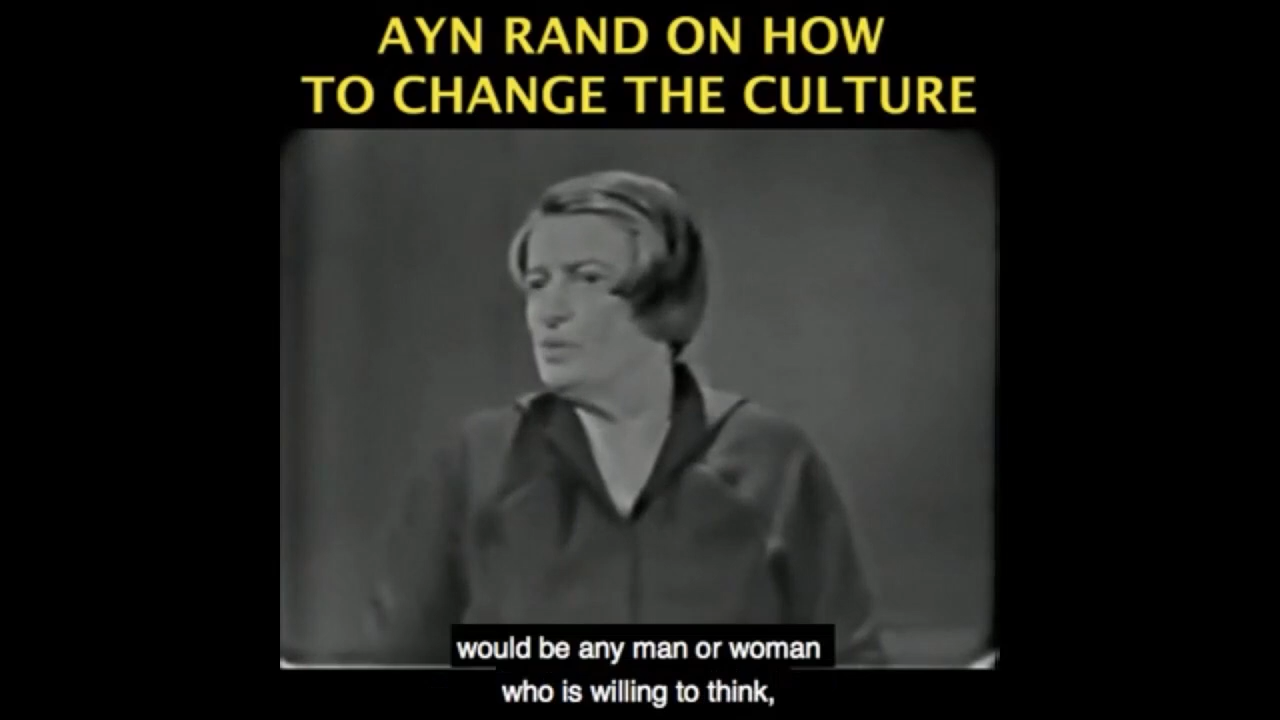 AYN RAND ON HOW
TO CHANGE THE CULTURE
would be any man or woman
who is willing to think,